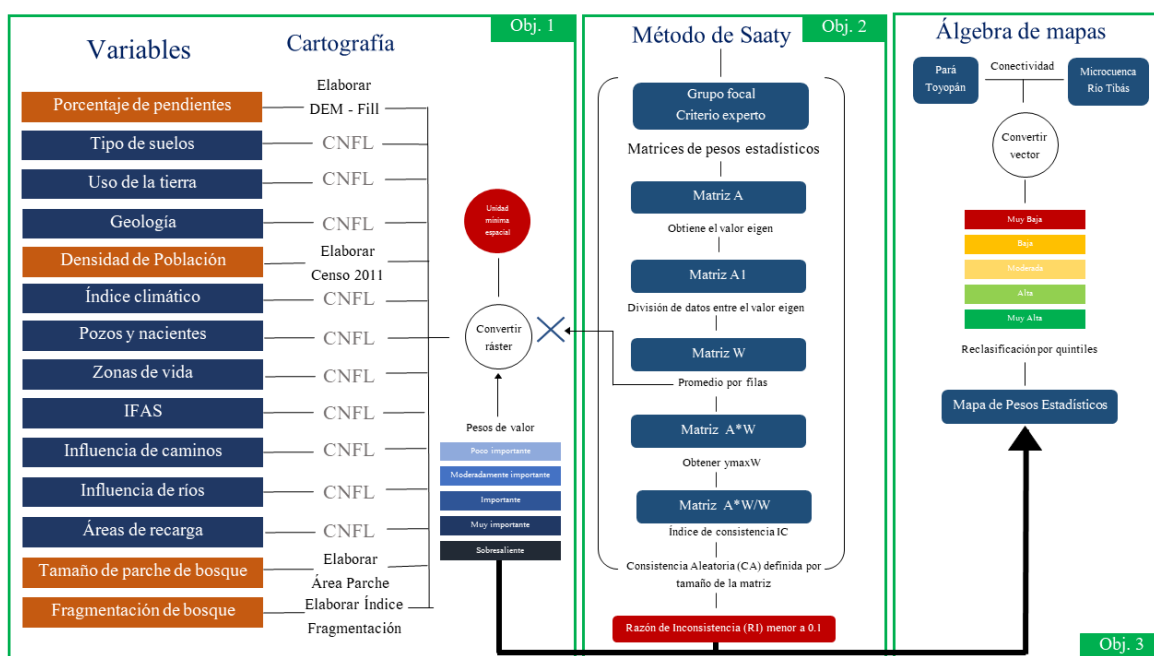 Obj. 1
Variables
Cartografía
Porcentaje de pendientes
Elaborar
DEM - Fill
Tipo de suelos
CNFL
Uso de la tierra
CNFL
Geología
CNFL
Densidad de Población
Elaborar
Censo 2011
Índice climático
CNFL
Pozos y nacientes
CNFL
Zonas de vida
CNFL
IFAS
CNFL
Influencia de caminos
CNFL
Influencia de ríos
CNFL
Áreas de recarga
CNFL
Tamaño de parche de bosque
Elaborar
Área Parche
Fragmentación de bosque
Elaborar Índice
Fragmentación
Unidad
mínima
espacial
Convertir
ráster
Pesos de valor
Poco importante
Moderadamente importante
Importante
Muy importante
Sobresaliente
Obj. 2
Método de Saaty
Grupo focal
Criterio experto
Matrices de pesos estadísticos
Matriz A
Obtiene el valor eigen
Matriz A1
División de datos entre el valor eigen
Matriz W
Promedio por filas
Matriz A*W
Obtener ymaxW
Matriz A*W/W
Índice de consistencia IC
Consistencia Aleatoria (CA) definida por
tamaño de la matriz
Razón de Inconsistencia (RI) menor a 0.1
Álgebra de mapas
Pará
Toyopán
Conectividad
Microcuenca
Río Tibás
Convertir
vector
Muy Baja
Baja
Moderada
Alta
Muy Alta
Reclasificación por quintiles
Mapa de Pesos Estadísticos
Obj. 3